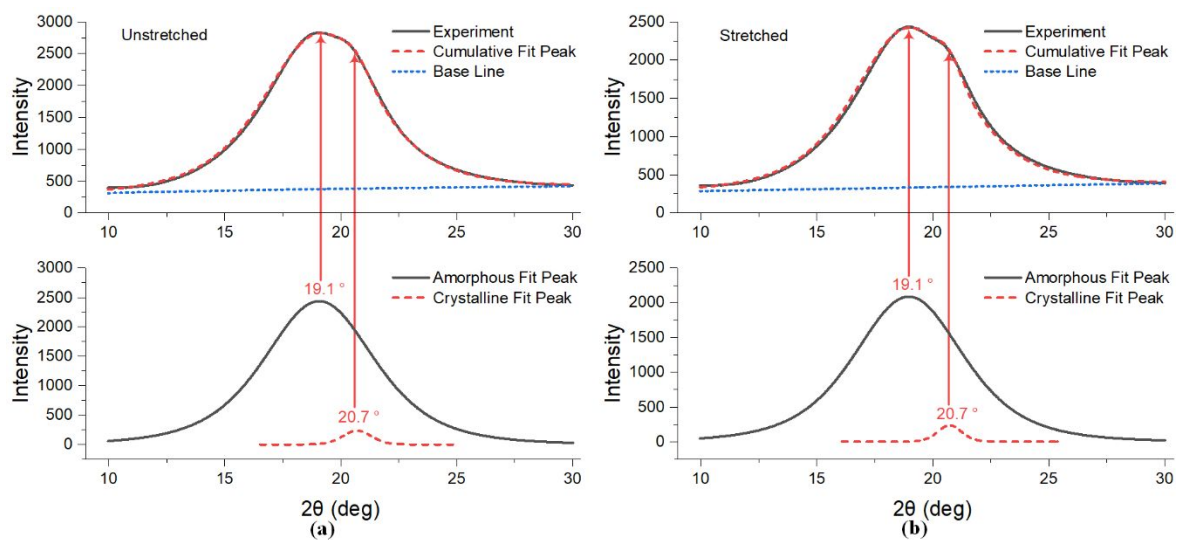 Unstretched
Experiment
Cumulative Fit Peak
Base Line
Intensity
3000
2500
2000
1500
1000
500
0
10 15 20 25 30
Amorphous Fit Peak
Crystalline Fit Peak
19.1 °
20.7 °
Intensity
3000
2500
2000
1500
1000
500
0
10 15 20 25 30
2θ (deg)
(a)
Stretched
Experiment
Cumulative Fit Peak
Base Line
Intensity
2500
2000
1500
1000
500
0
10 15 20 25 30
Amorphous Fit Peak
Crystalline Fit Peak
19.1 °
20.7 °
Intensity
2500
2000
1500
1000
500
0
10 15 20 25 30
2θ (deg)
(b)